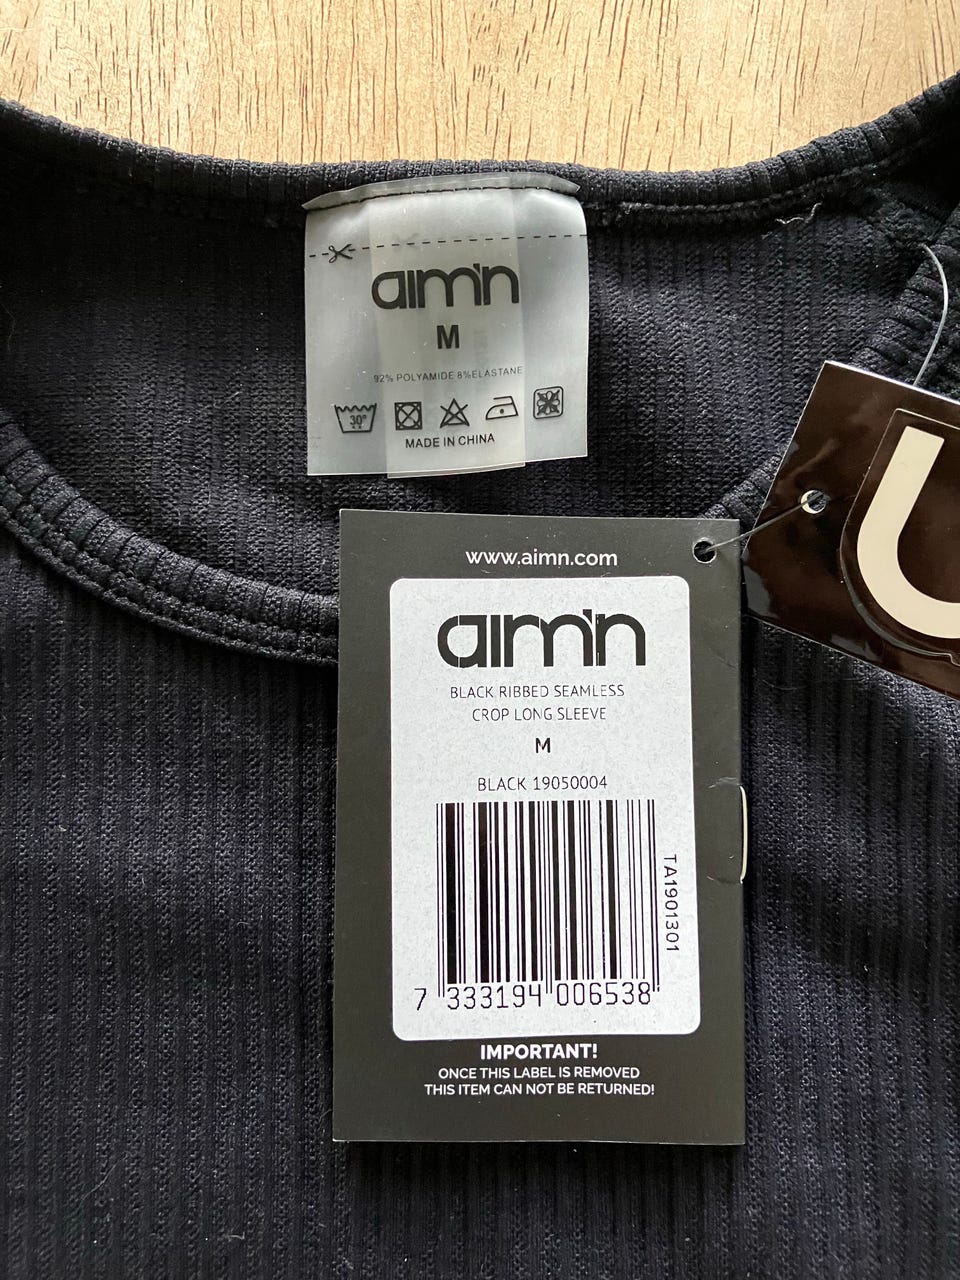 aim'n
M
92% POLYAMIDE 8%ELASTANE
30°
MADE IN CHINA
www.aimn.com
aim'n
BLACK RIBBED SEAMLESS
CROP LONG SLEEVE
M
BLACK 19050004
TA1901301
7 333194 006538
IMPORTANT!
ONCE THIS LABEL IS REMOVED
THIS ITEM CAN NOT BE RETURNED!